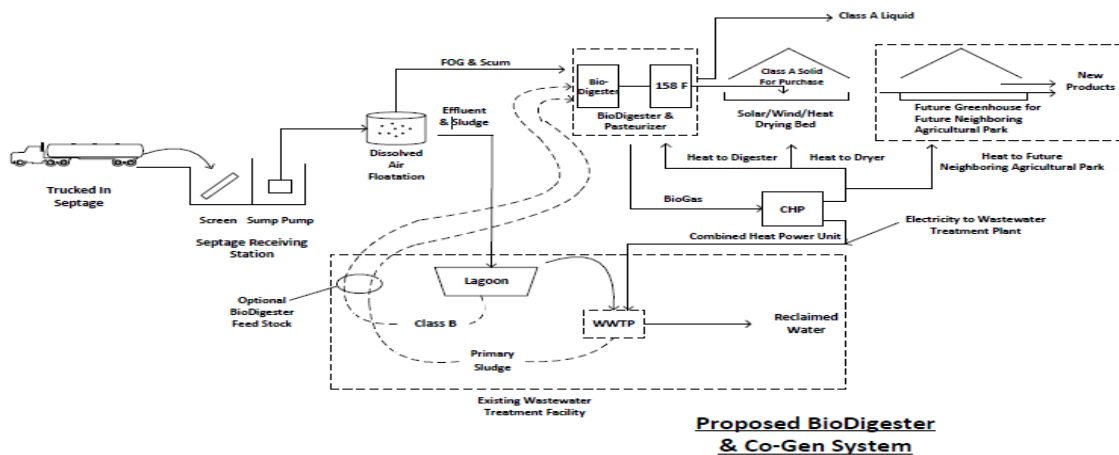 Class A Liquid
FOG & Scum
Bio-
Digester
158 F
Class A Solid
For Purchase
New
Products
Effluent
& Sludge
BioDigester &
Pasteurizer
Solar/Wind/Heat
Drying Bed
Future Greenhouse for
Future Neighboring
Agricultural Park
Dissolved
Air
Floatation
Heat to Digester
Heat to Dryer
Heat to Future
Neighboring Agricultural Park
Trucked In
Septage
Screen
Sump Pump
Septage Receiving
Station
BioGas
CHP
Combined Heat Power Unit
Electricity to Wastewater
Treatment Plant
Lagoon
Optional
BioDigester
Feed Stock
Class B
WWTP
Reclaimed
Water
Primary
Sludge
Existing Wastewater
Treatment Facility
Proposed BioDigester
& Co-Gen System